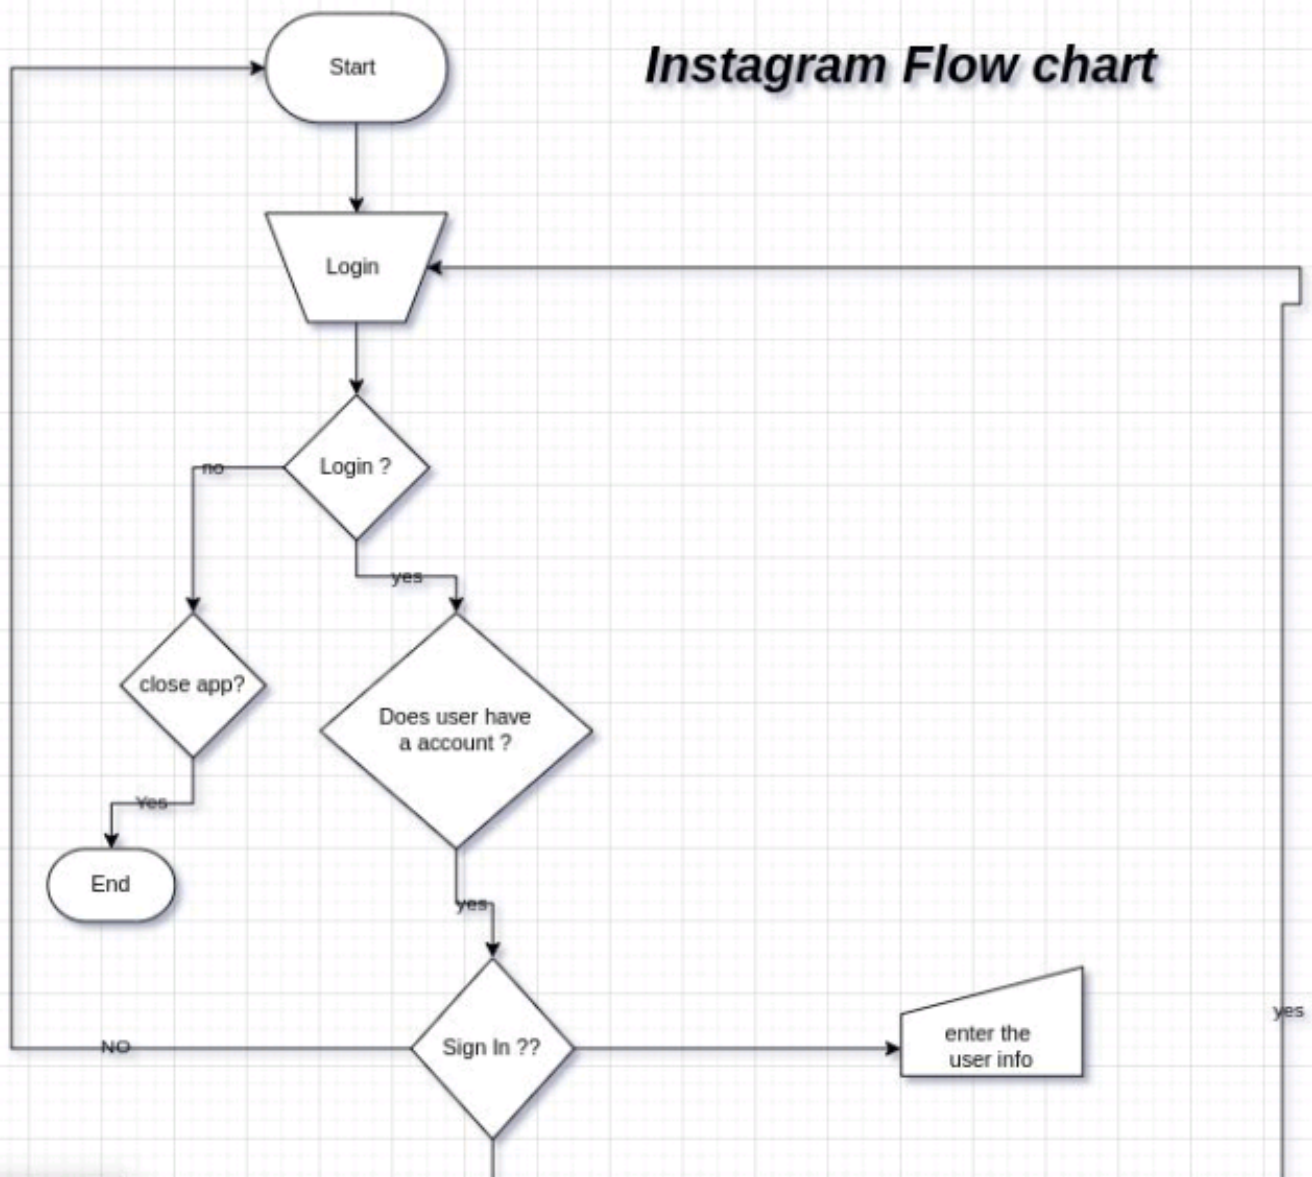 Start
Instagram Flow chart
Login
Login ?
no
yes
close app?
Does user have
a account ?
Yes
End
yes
Sign In ??
NO
enter the
user info
yes